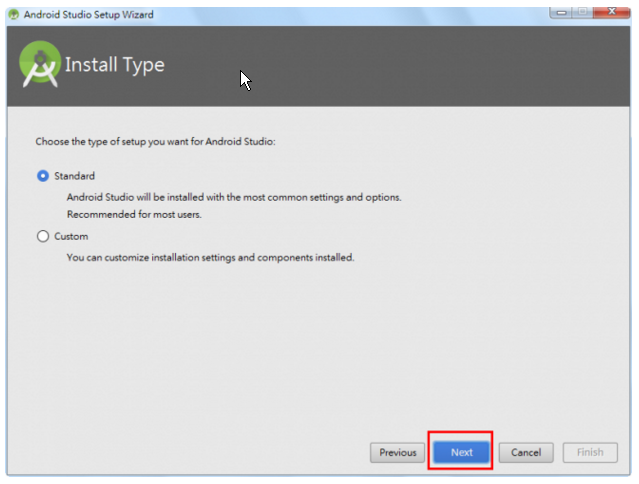 Android Studio Setup Wizard
Install Type
Choose the type of setup you want for Android Studio:
Standard
Android Studio will be installed with the most common settings and options.
Recommended for most users.
Custom
You can customize installation settings and components installed.
Previous Next Cancel Finish